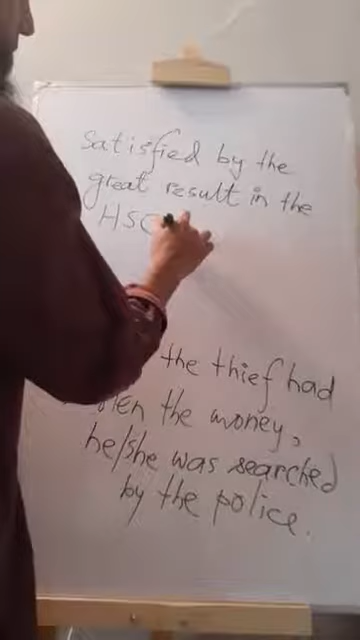 Satisfied by the
great result in the
HSC
the thief had
the money,
he/she was searched
by the police.